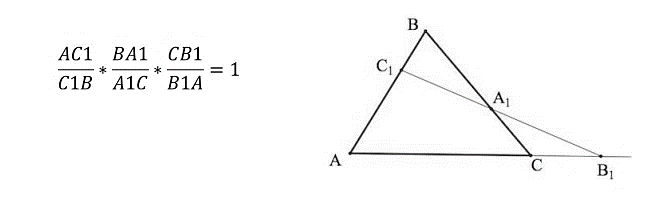 AC1/C1B * BA1/A1C * CB1/B1A = 1
B
C₁
A₁
A
C
B₁